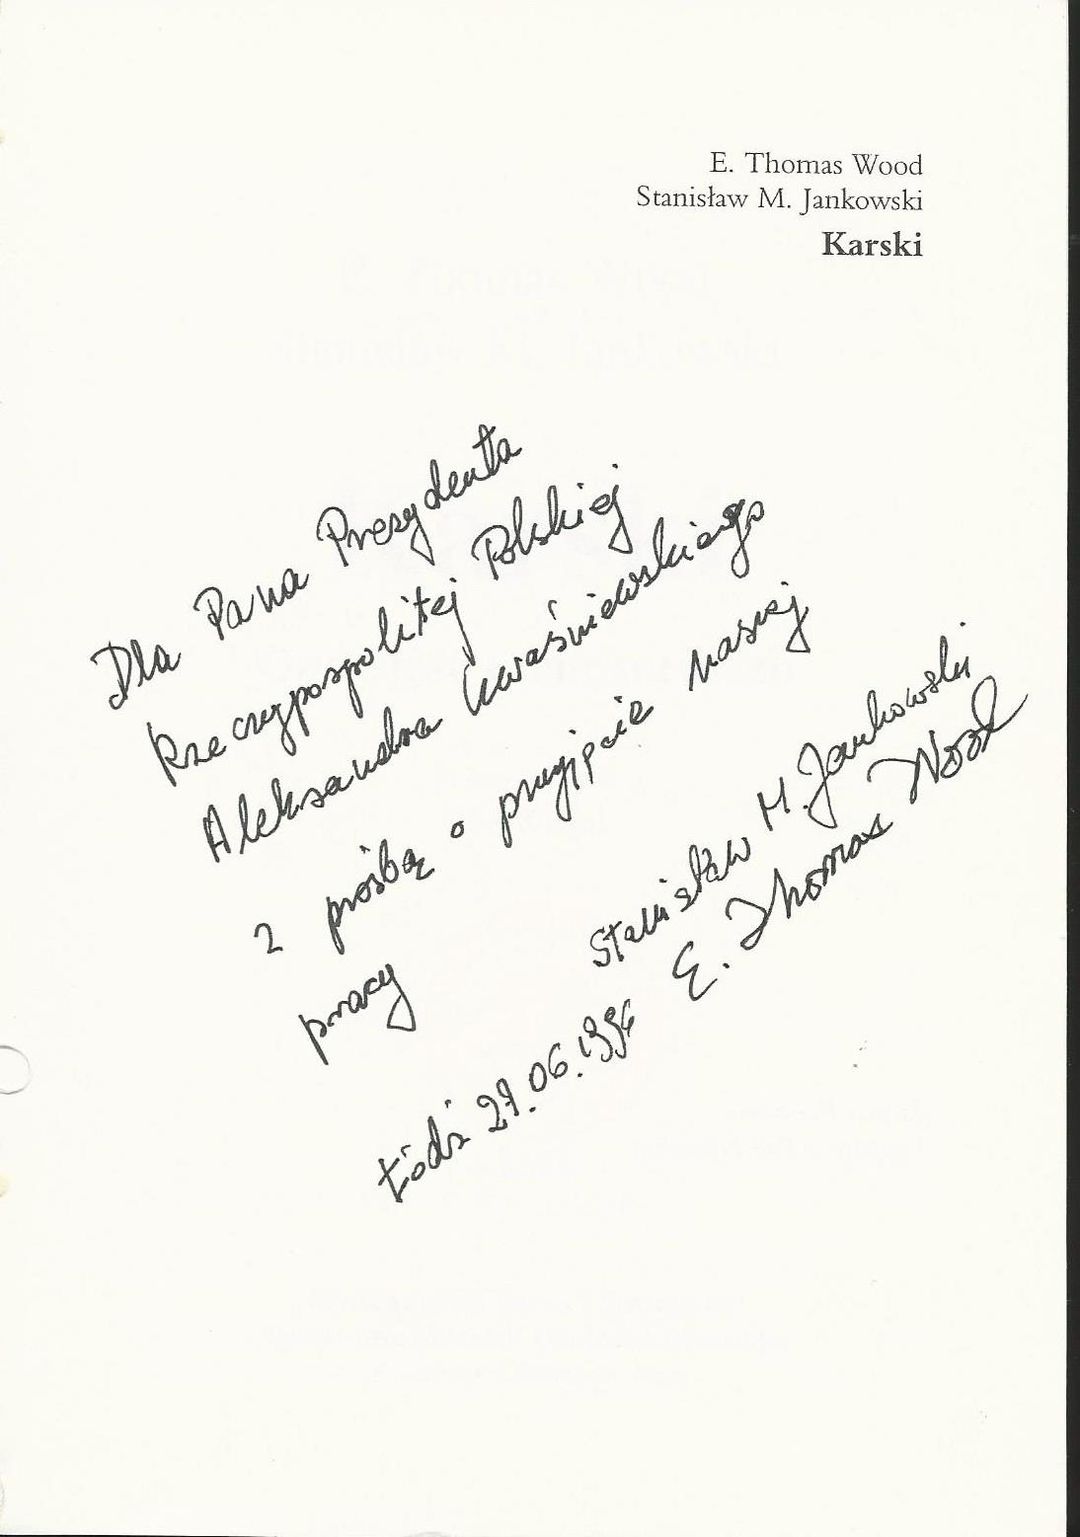 E. Thomas Wood
Stanisław M. Jankowski
Karski
Dla Pana Prezydenta
Rzeczypospolitej Polskiej
Aleksandra Kwaśniewskiego
z prośbą o przyjęcie naszej
pracy
Stanisław M. Jankowski
E. Thomas Wood
Łódź 27.06.1996